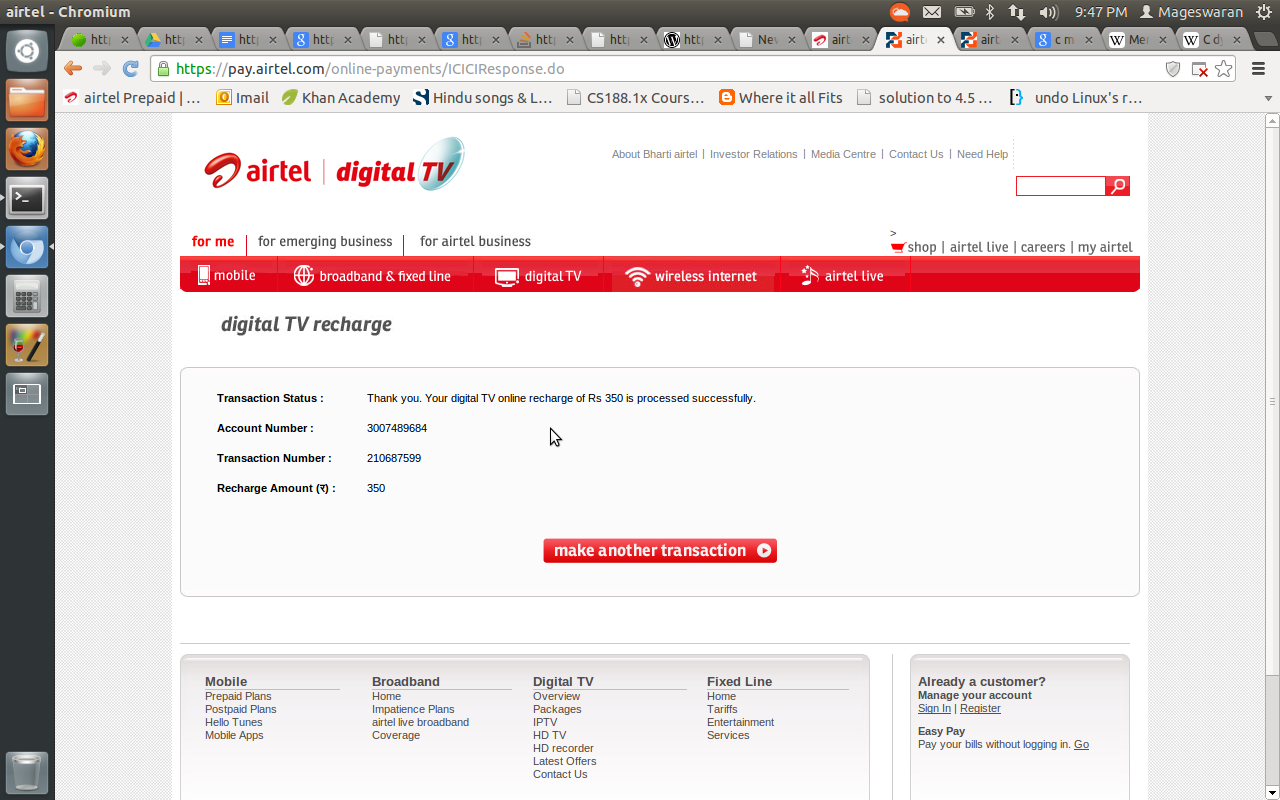 airtel - Chromium
9:47 PM Mageswaran
http http http http http http http http http New airt airt airt c m Mem C dy
https://pay.airtel.com/online-payments/ICICIResponse.do
airtel Prepaid | ... Imail Khan Academy Hindu songs & L... CS188.1x Cours... Where it all Fits solution to 4.5 ... undo Linux's r...
airtel | digital TV
About Bharti airtel | Investor Relations | Media Centre | Contact Us | Need Help
for me for emerging business for airtel business
>
shop | airtel live | careers | my airtel
mobile broadband & fixed line digital TV wireless internet airtel live
digital TV recharge
Transaction Status : Thank you. Your digital TV online recharge of Rs 350 is processed successfully.
Account Number : 3007489684
Transaction Number : 210687599
Recharge Amount (₹) : 350
make another transaction
Mobile
Prepaid Plans
Postpaid Plans
Hello Tunes
Mobile Apps
Broadband
Home
Impatience Plans
airtel live broadband
Coverage
Digital TV
Overview
Packages
IPTV
HD TV
HD recorder
Latest Offers
Contact Us
Fixed Line
Home
Tariffs
Entertainment
Services
Already a customer?
Manage your account
Sign In | Register
Easy Pay
Pay your bills without logging in. Go